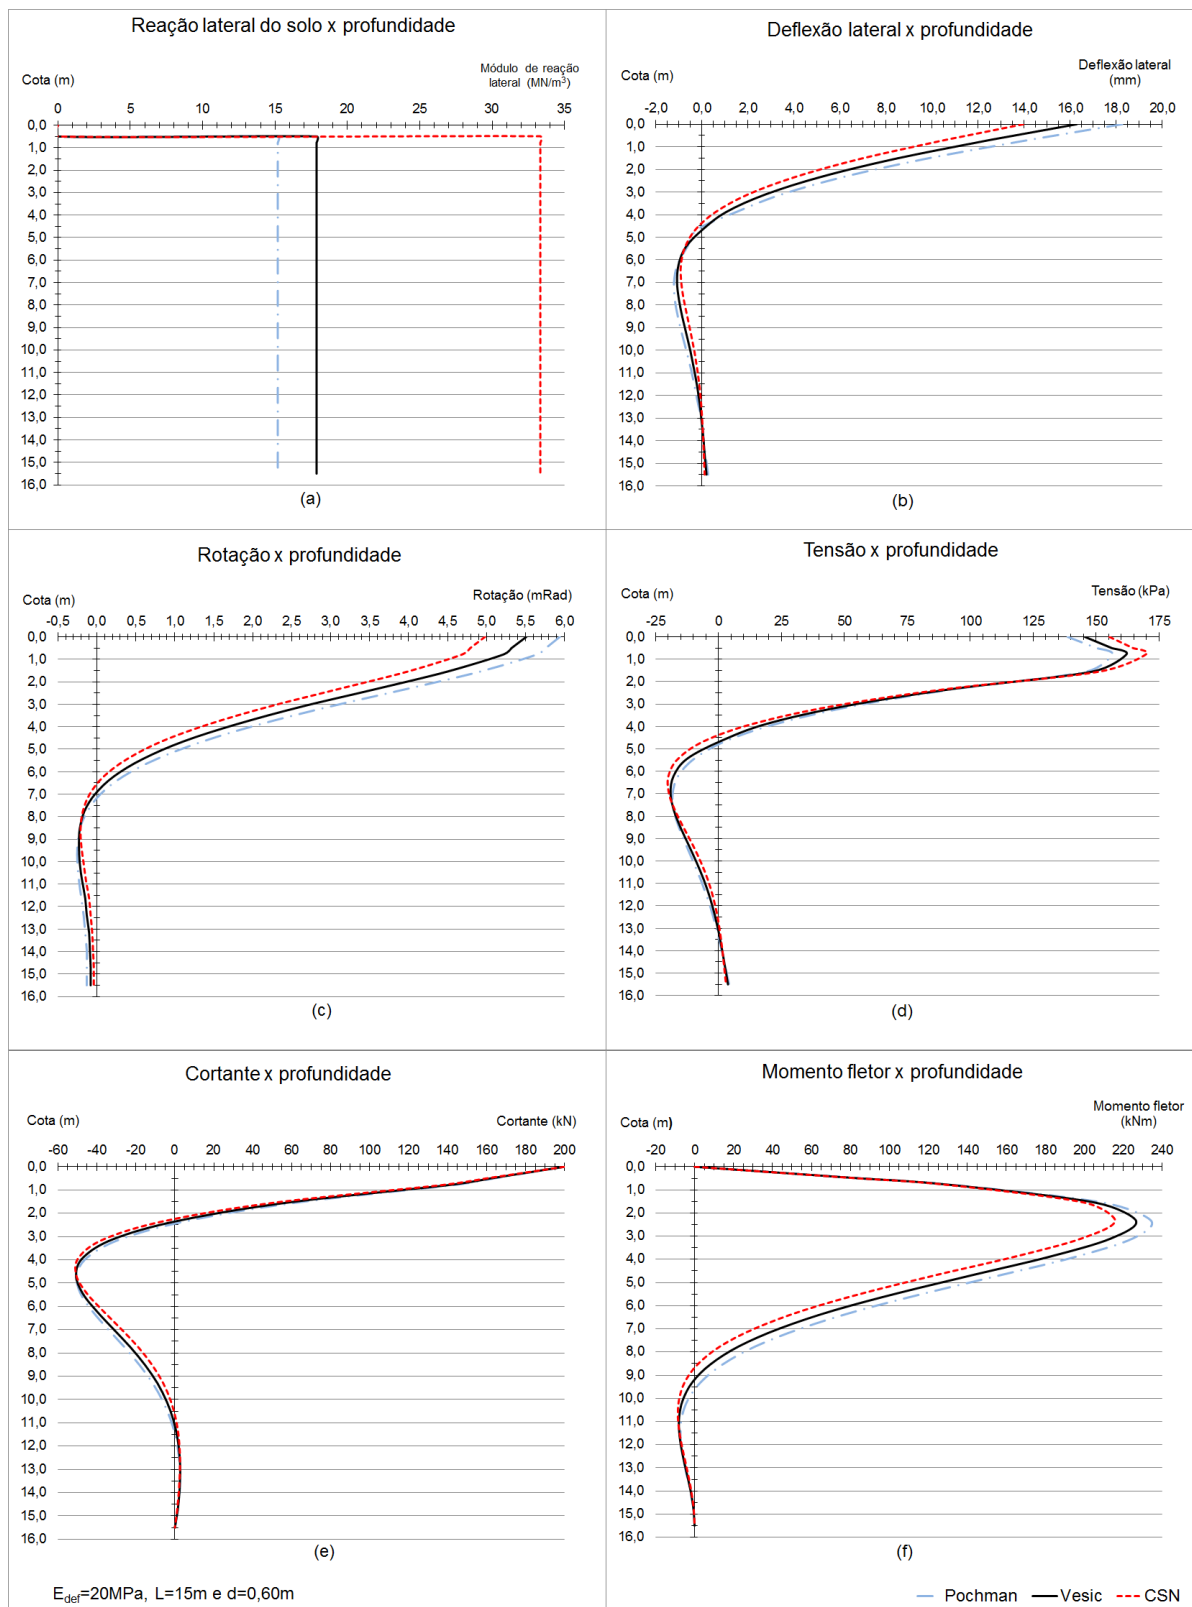 Reação lateral do solo x profundidade
Módulo de reação
lateral (MN/m³)
Cota (m)
0 5 10 15 20 25 30 35
0,0
1,0
2,0
3,0
4,0
5,0
6,0
7,0
8,0
9,0
10,0
11,0
12,0
13,0
14,0
15,0
16,0
(a)
Deflexão lateral x profundidade
Deflexão lateral
(mm)
Cota (m)
-2,0 0,0 2,0 4,0 6,0 8,0 10,0 12,0 14,0 16,0 18,0 20,0
0,0
1,0
2,0
3,0
4,0
5,0
6,0
7,0
8,0
9,0
10,0
11,0
12,0
13,0
14,0
15,0
16,0
(b)
Rotação x profundidade
Cota (m)
Rotação (mRad)
-0,5 0,0 0,5 1,0 1,5 2,0 2,5 3,0 3,5 4,0 4,5 5,0 5,5 6,0
0,0
1,0
2,0
3,0
4,0
5,0
6,0
7,0
8,0
9,0
10,0
11,0
12,0
13,0
14,0
15,0
16,0
(c)
Tensão x profundidade
Cota (m)
Tensão (kPa)
-25 0 25 50 75 100 125 150 175
0,0
1,0
2,0
3,0
4,0
5,0
6,0
7,0
8,0
9,0
10,0
11,0
12,0
13,0
14,0
15,0
16,0
(d)
Cortante x profundidade
Cota (m)
Cortante (kN)
-60 -40 -20 0 20 40 60 80 100 120 140 160 180 200
0,0
1,0
2,0
3,0
4,0
5,0
6,0
7,0
8,0
9,0
10,0
11,0
12,0
13,0
14,0
15,0
16,0
(e)
Momento fletor x profundidade
Momento fletor
(kNm)
Cota (m)
-20 0 20 40 60 80 100 120 140 160 180 200 220 240
0,0
1,0
2,0
3,0
4,0
5,0
6,0
7,0
8,0
9,0
10,0
11,0
12,0
13,0
14,0
15,0
16,0
(f)
E_def=20MPa, L=15m e d=0,60m
Pochman Vesic CSN